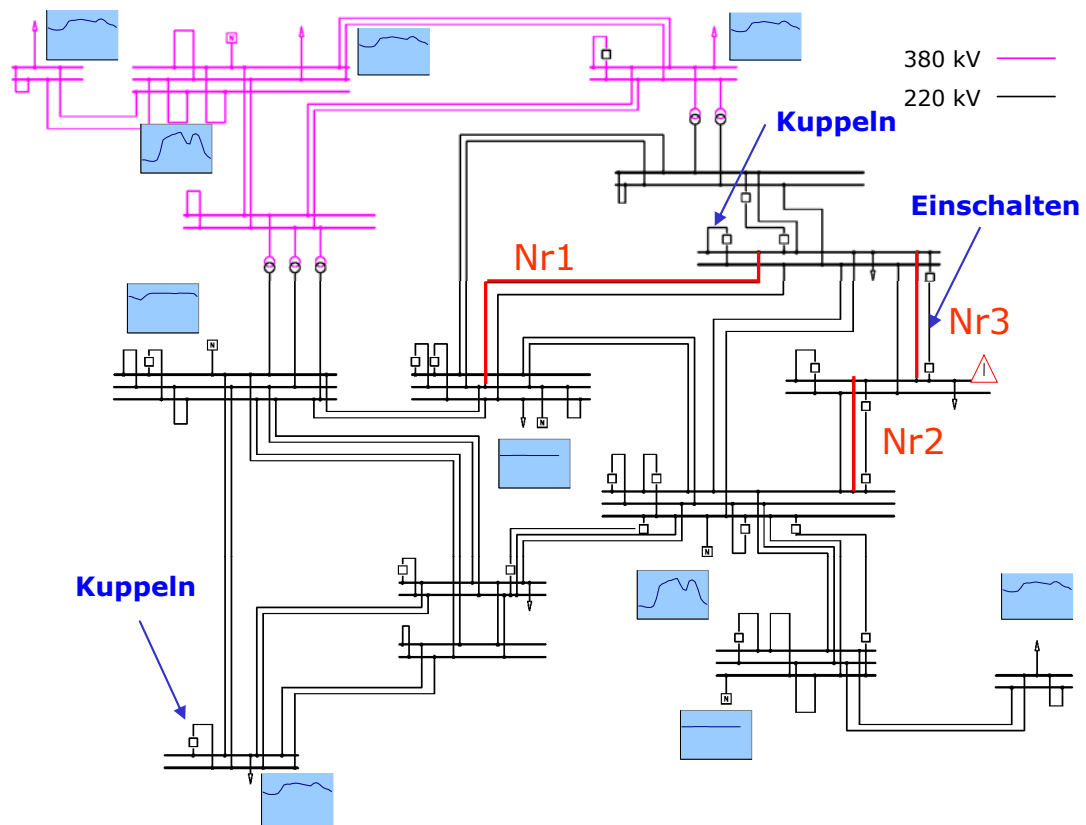 N
380 kV
220 kV
Kuppeln
Einschalten
Nr1
Nr3
N
I
N
Nr2
N
Kuppeln
N